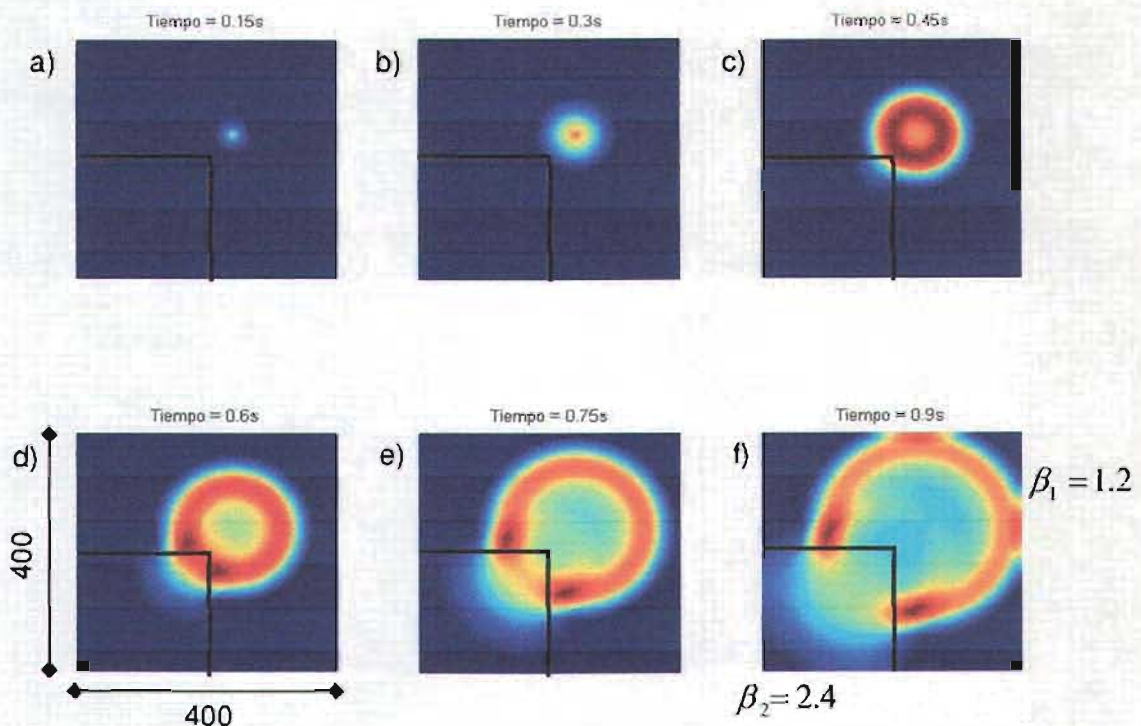 Tiempo = 0.15s
Tiempo = 0.3s
Tiempo = 0.45s
a)
b)
c)
Tiempo = 0.6s
Tiempo = 0.75s
Tiempo = 0.9s
d)
e)
f)
β₁ = 1.2
400
400
β₂ = 2.4